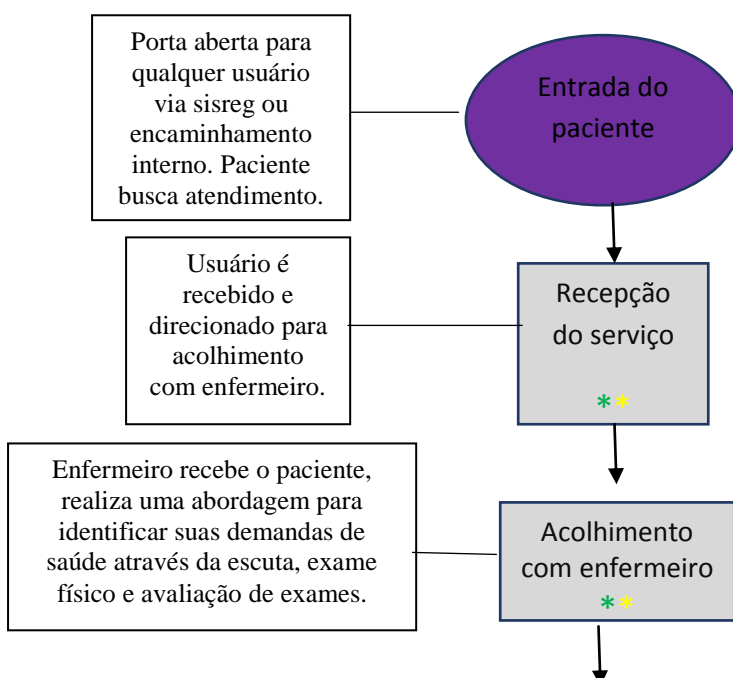 Porta aberta para
qualquer usuário
via sisreg ou
encaminhamento
interno. Paciente
busca atendimento.
Entrada do
paciente
Usuário é
recebido e
direcionado para
acolhimento
com enfermeiro.
Recepção
do serviço
**
Enfermeiro recebe o paciente,
realiza uma abordagem para
identificar suas demandas de
saúde através da escuta, exame
físico e avaliação de exames.
Acolhimento
com enfermeiro
**